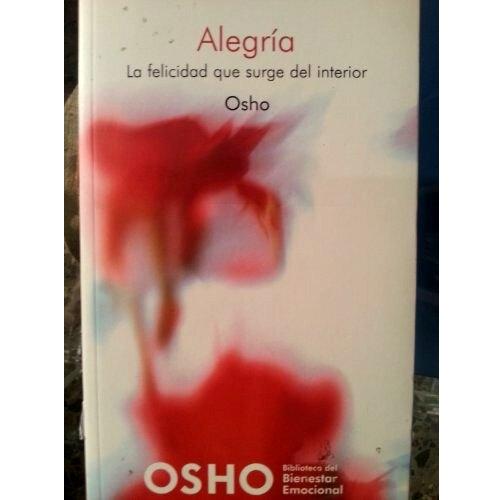 Alegría
La felicidad que surge del interior
Osho
OSHO
Biblioteca del
Bienestar
Emocional